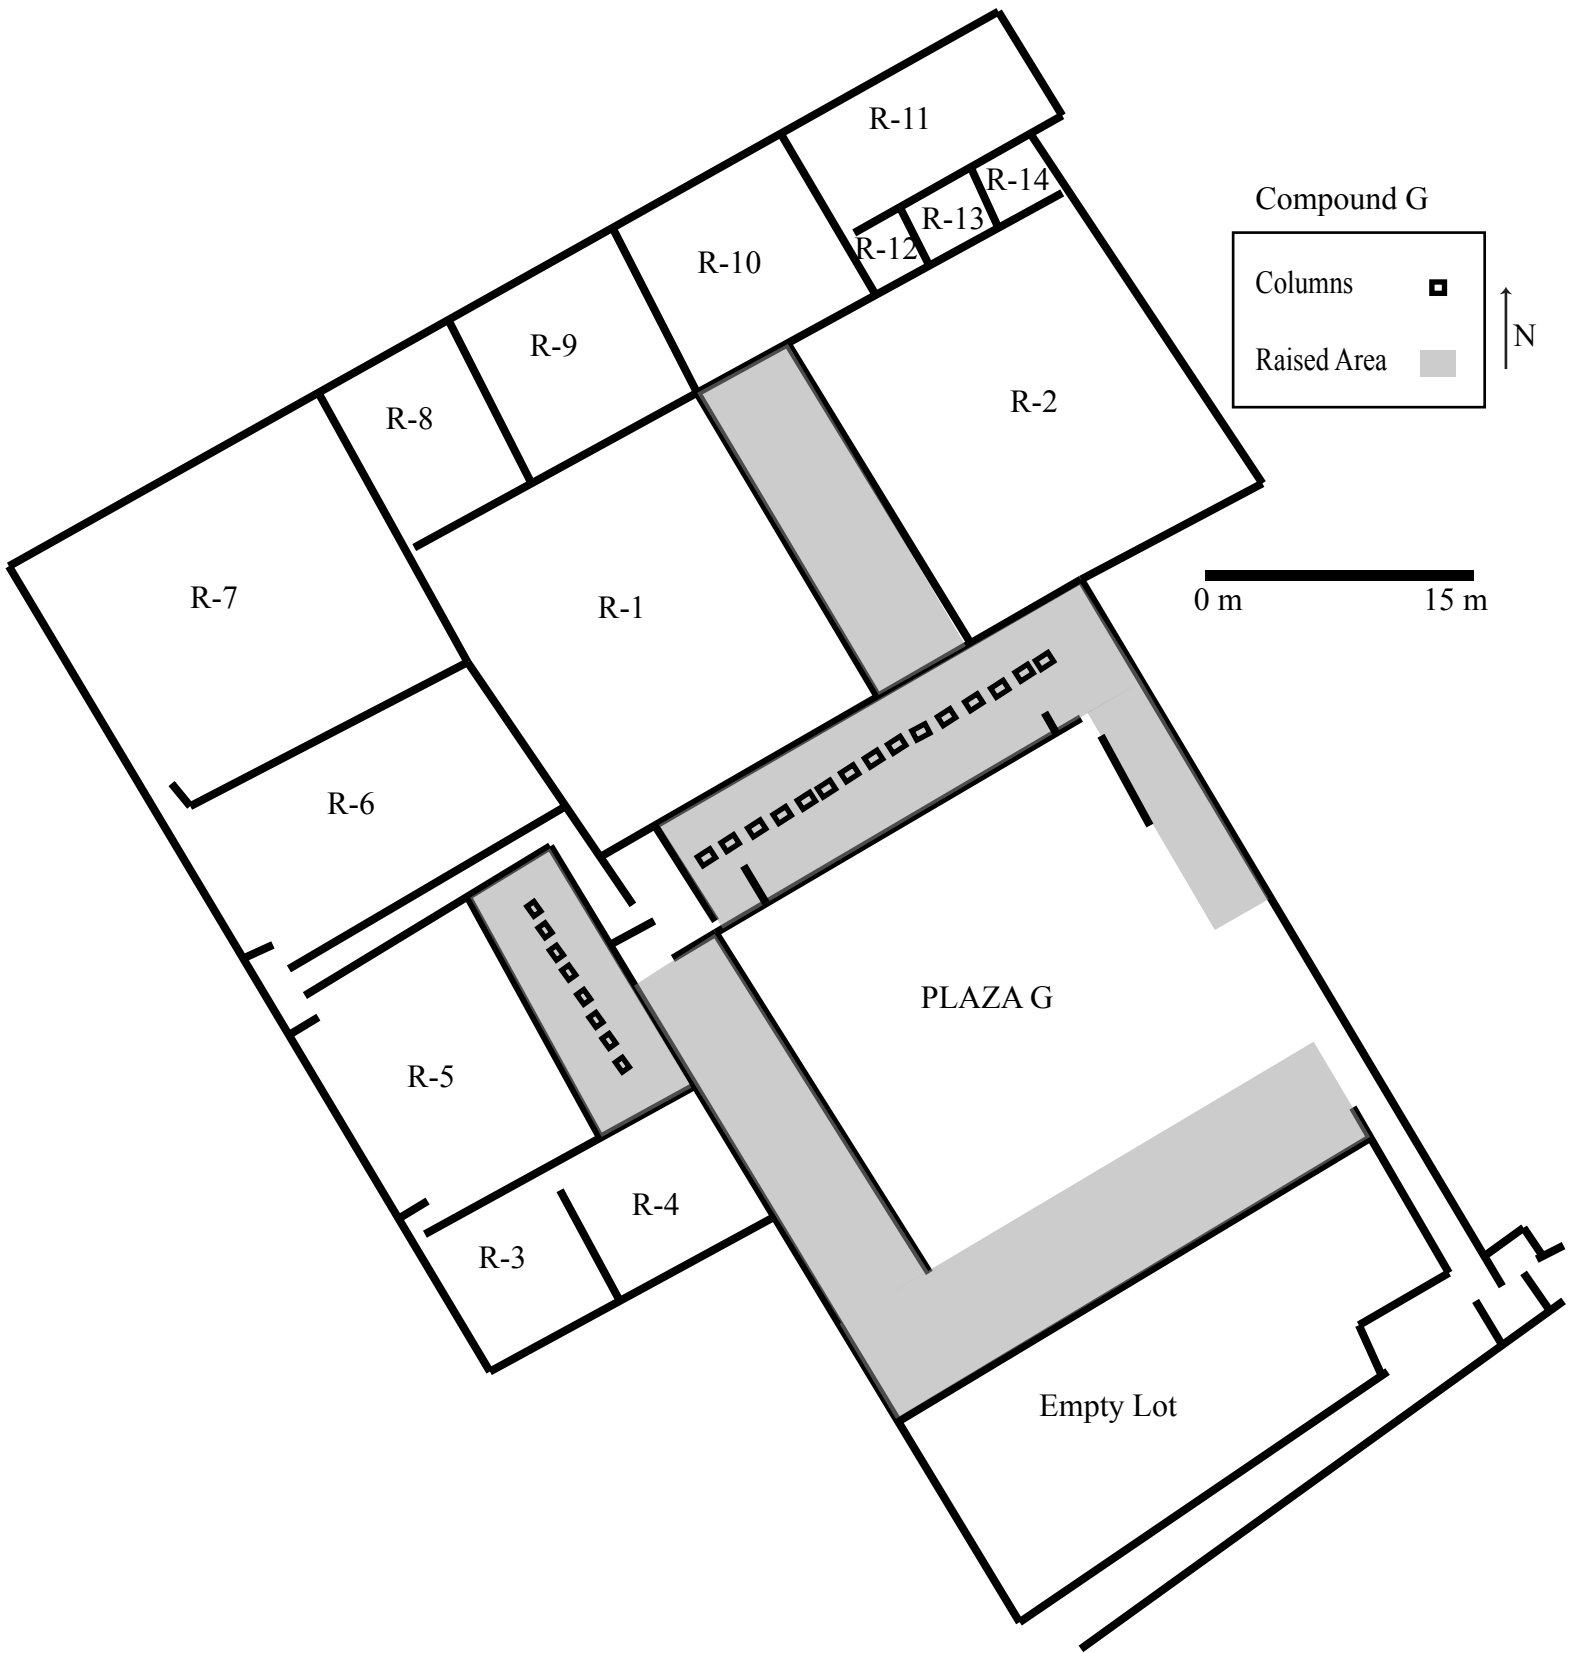 R-11
R-14
Compound G
R-13
R-12
R-10
Columns
N
R-9
Raised Area
R-2
R-8
R-7
R-1
0 m 15 m
R-6
PLAZA G
R-5
R-4
R-3
Empty Lot